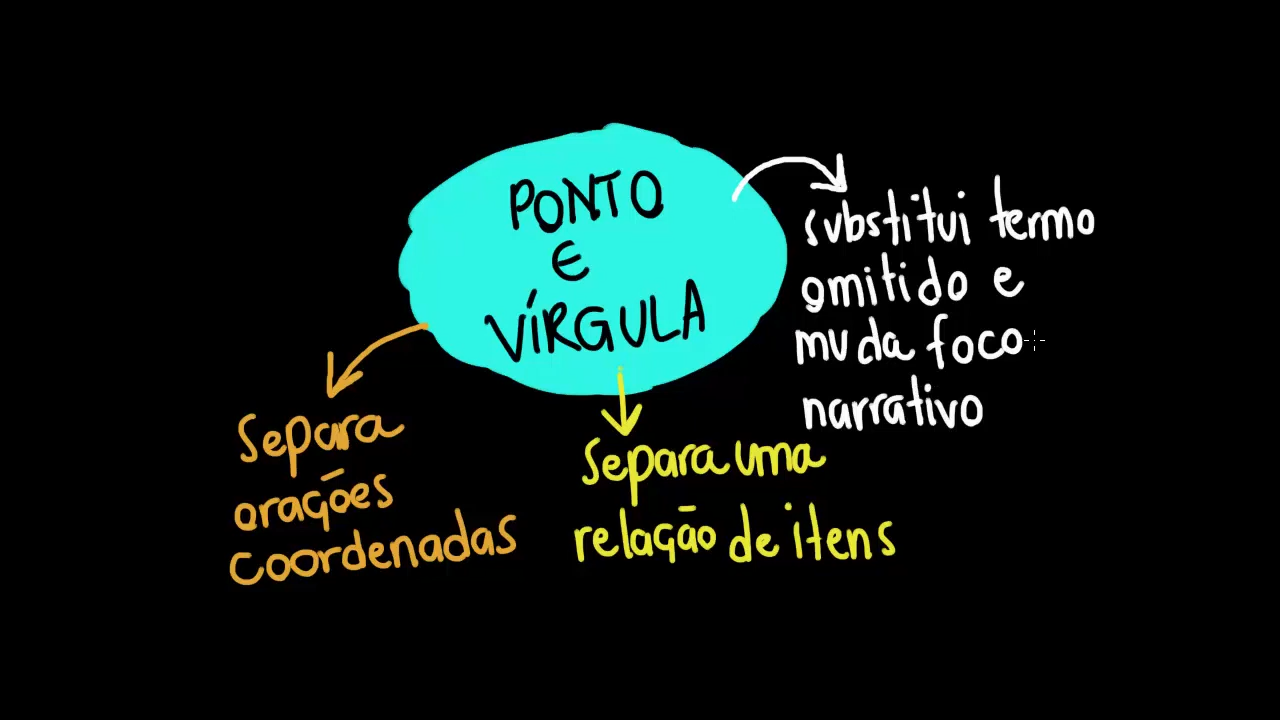 PONTO
E
VÍRGULA
substitui termo
omitido e
muda foco
narrativo
Separa
orações
coordenadas
Separa uma
relação de itens